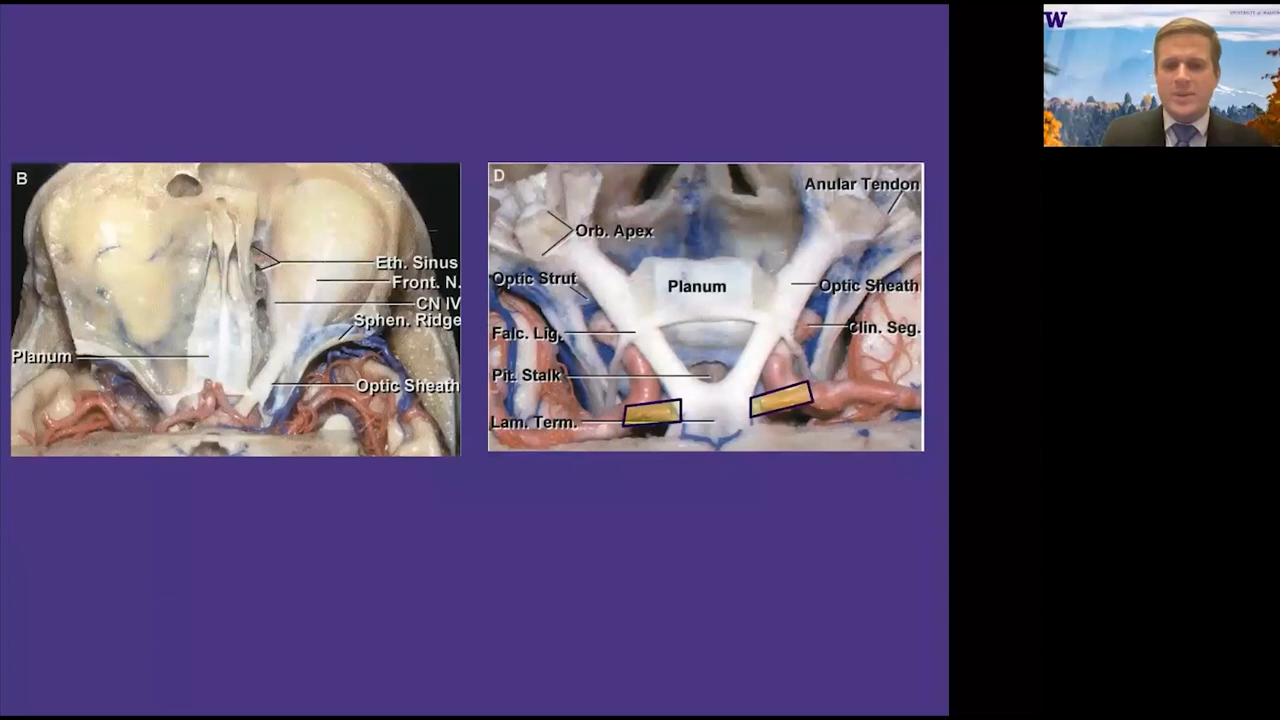 B
Eth. Sinus
Front. N.
CN IV
Sphen. Ridge
Planum
Optic Sheath
D
Anular Tendon
Orb. Apex
Optic Strut
Planum
Optic Sheath
Falc. Lig.
Clin. Seg.
Pit. Stalk
Lam. Term.
W